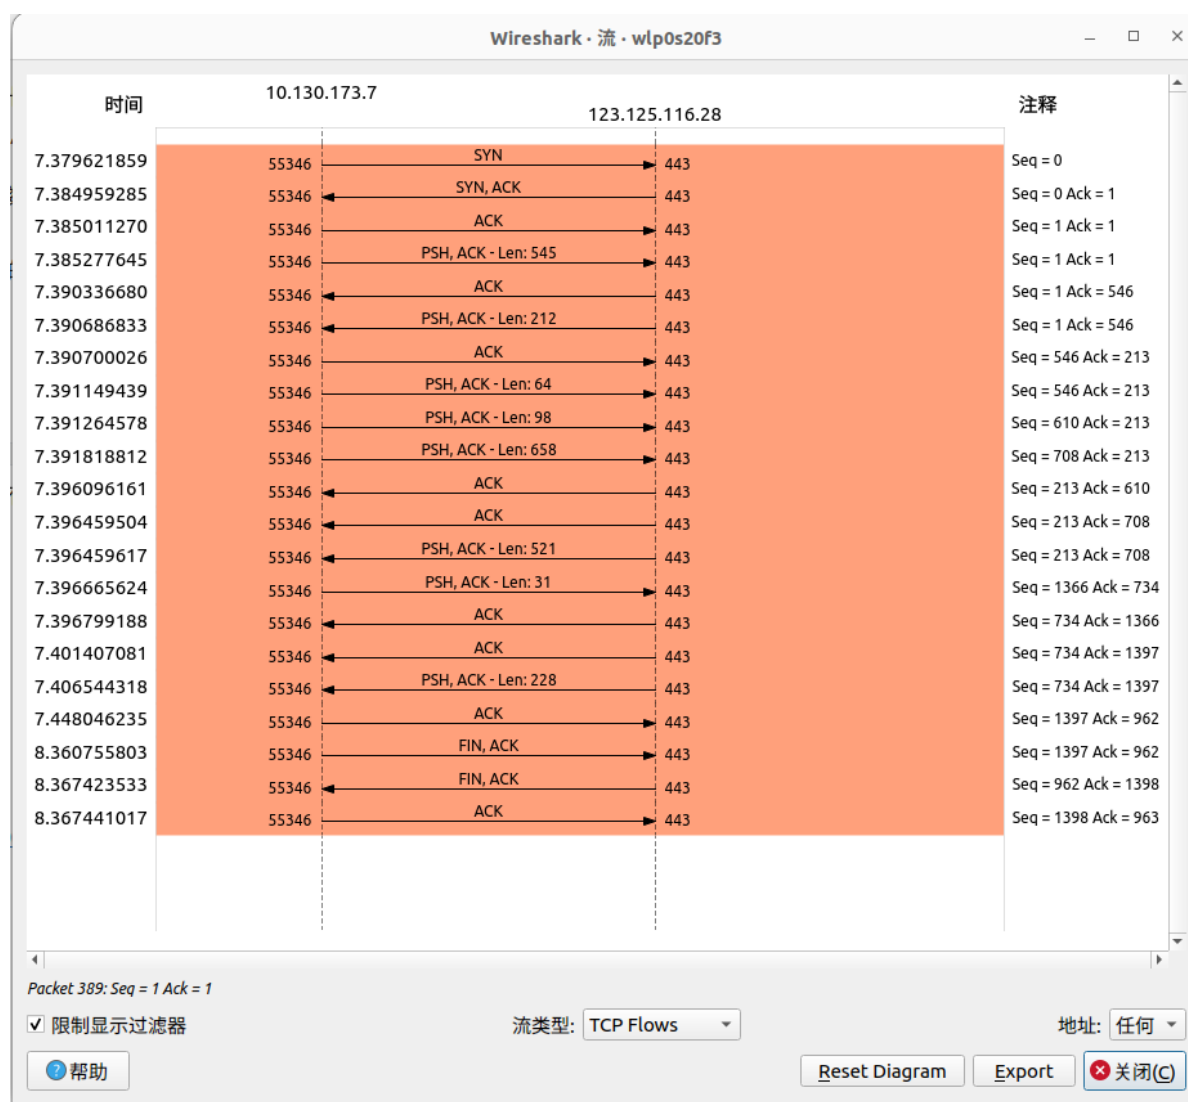 Wireshark · 流 · wlp0s20f3
时间 10.130.173.7 123.125.116.28 注释
7.379621859 55346 SYN 443 Seq = 0
7.384959285 55346 SYN, ACK 443 Seq = 0 Ack = 1
7.385011270 55346 ACK 443 Seq = 1 Ack = 1
7.385277645 55346 PSH, ACK - Len: 545 443 Seq = 1 Ack = 1
7.390336680 55346 ACK 443 Seq = 1 Ack = 546
7.390686833 55346 PSH, ACK - Len: 212 443 Seq = 1 Ack = 546
7.390700026 55346 ACK 443 Seq = 546 Ack = 213
7.391149439 55346 PSH, ACK - Len: 64 443 Seq = 546 Ack = 213
7.391264578 55346 PSH, ACK - Len: 98 443 Seq = 610 Ack = 213
7.391818812 55346 PSH, ACK - Len: 658 443 Seq = 708 Ack = 213
7.396096161 55346 ACK 443 Seq = 213 Ack = 610
7.396459504 55346 ACK 443 Seq = 213 Ack = 708
7.396459617 55346 PSH, ACK - Len: 521 443 Seq = 213 Ack = 708
7.396665624 55346 PSH, ACK - Len: 31 443 Seq = 1366 Ack = 734
7.396799188 55346 ACK 443 Seq = 734 Ack = 1366
7.401407081 55346 ACK 443 Seq = 734 Ack = 1397
7.406544318 55346 PSH, ACK - Len: 228 443 Seq = 734 Ack = 1397
7.448046235 55346 ACK 443 Seq = 1397 Ack = 962
8.360755803 55346 FIN, ACK 443 Seq = 1397 Ack = 962
8.367423533 55346 FIN, ACK 443 Seq = 962 Ack = 1398
8.367441017 55346 ACK 443 Seq = 1398 Ack = 963
Packet 389: Seq = 1 Ack = 1
限制显示过滤器 流类型: TCP Flows 地址: 任何
帮助 Reset Diagram Export 关闭(C)